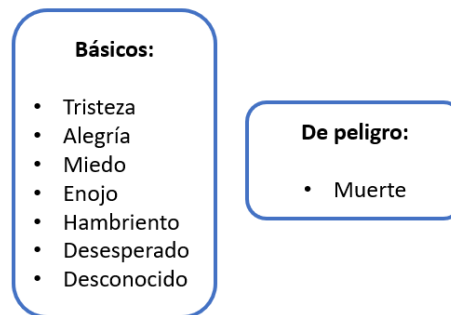 Básicos:
• Tristeza
• Alegría
• Miedo
• Enojo
• Hambriento
• Desesperado
• Desconocido
De peligro:
• Muerte